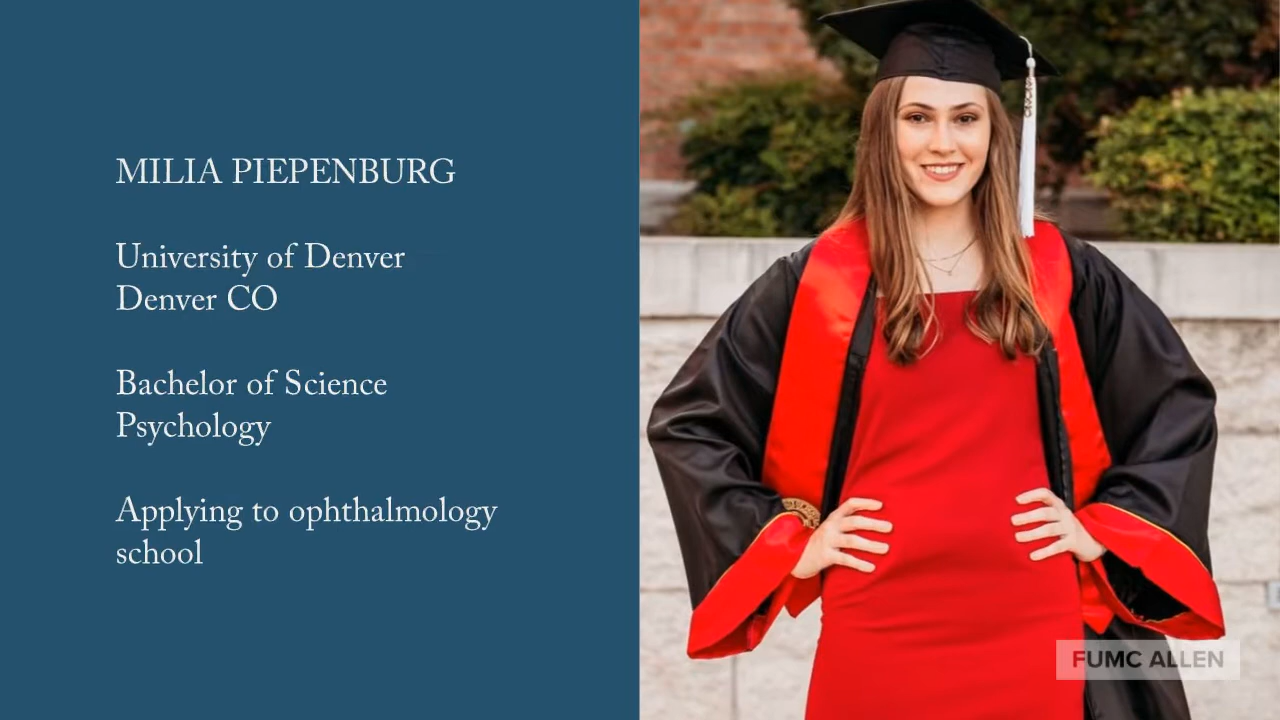 MILIA PIEPENBURG
University of Denver
Denver CO
Bachelor of Science
Psychology
Applying to ophthalmology
school
FUMC ALLEN